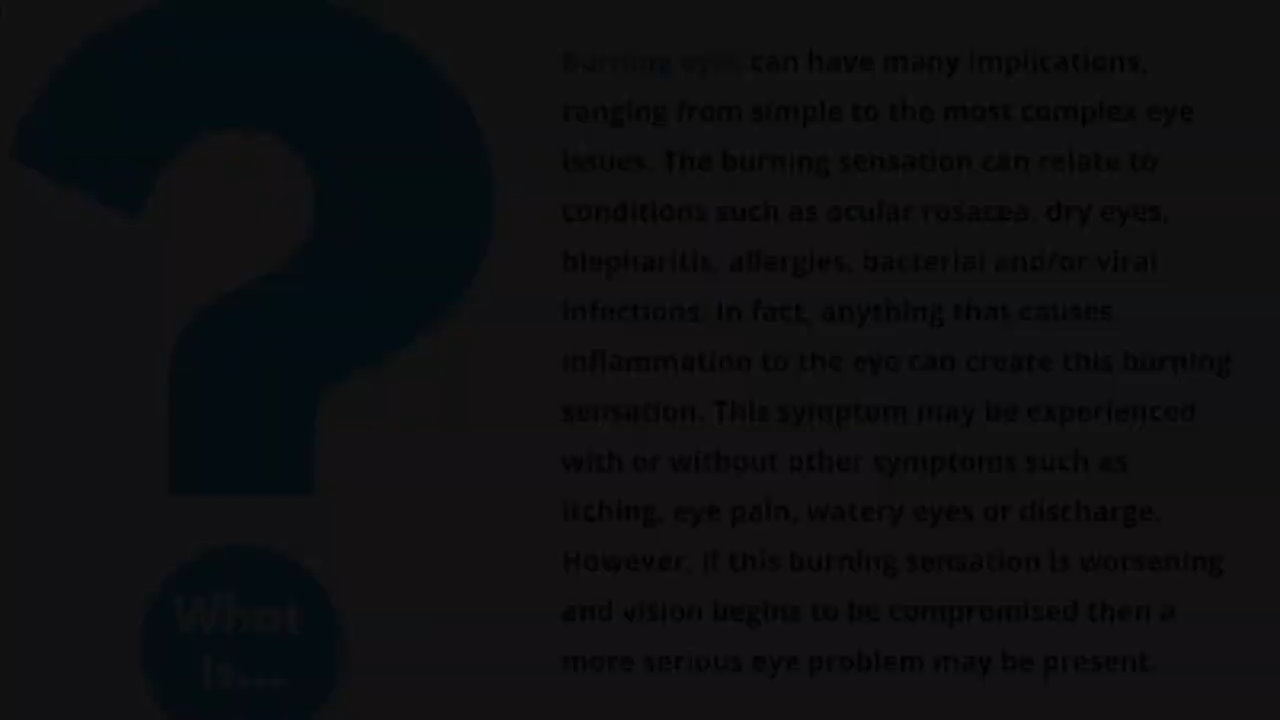 Burning eyes can have many implications,
ranging from simple to the most complex eye
issues. The burning sensation can relate to
conditions such as ocular rosacea, dry eyes,
blepharitis, allergies, bacterial and/or viral
infections. In fact, anything that causes
inflammation to the eye can create this burning
sensation. This symptom may be experienced
with or without other symptoms such as
itching, eye pain, watery eyes or discharge.
However, if this burning sensation is worsening
and vision begins to be compromised then a
more serious eye problem may be present.
What
is...